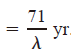 = 71/λ yr.